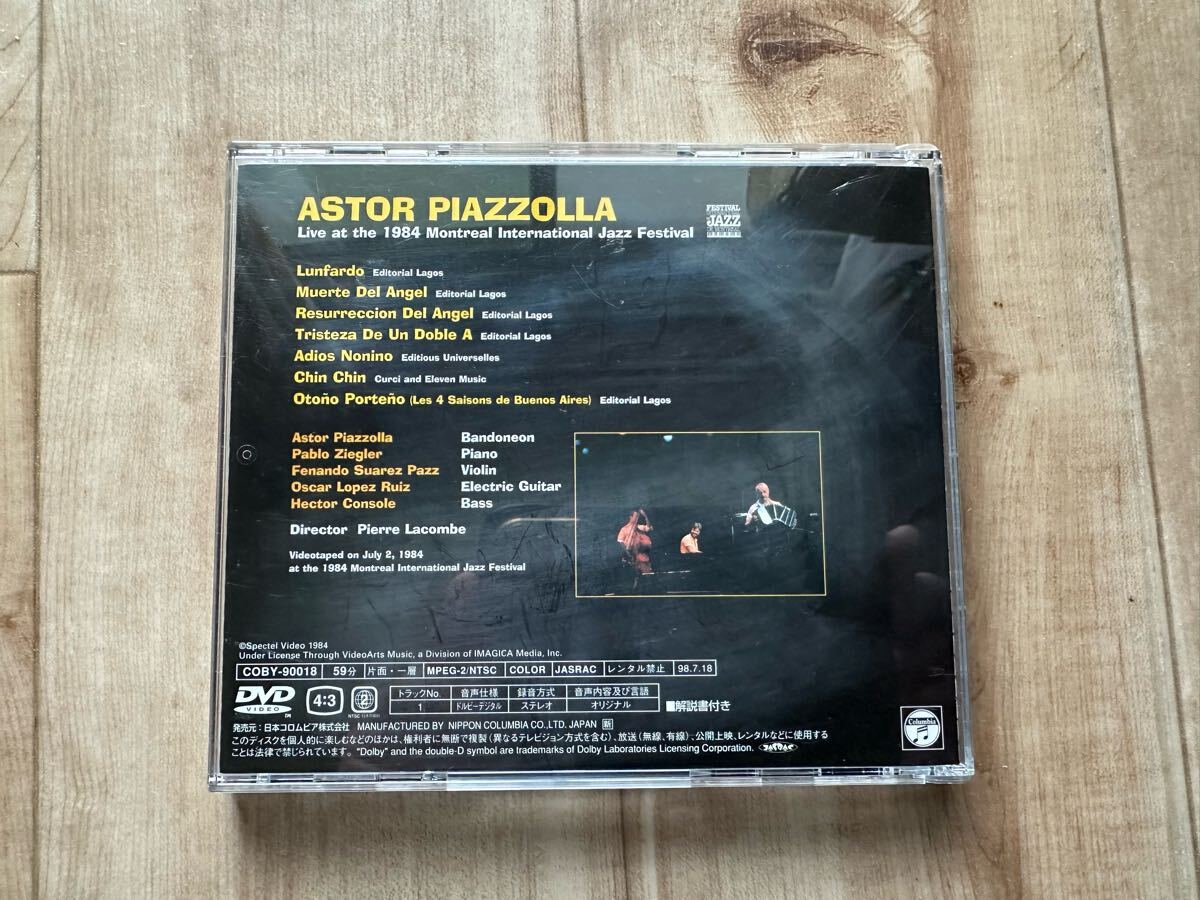 ASTOR PIAZZOLLA
Live at the 1984 Montreal International Jazz Festival
FESTIVAL
JAZZ
DE MONTREAL
Lunfardo Editorial Lagos
Muerte Del Angel Editorial Lagos
Resurreccion Del Angel Editorial Lagos
Tristeza De Un Doble A Editorial Lagos
Adios Nonino Editious Universelles
Chin Chin Curci and Eleven Music
Otoño Porteño (Les 4 Saisons de Buenos Aires) Editorial Lagos
Astor Piazzolla Bandoneon
Pablo Ziegler Piano
Fenando Suarez Pazz Violin
Oscar Lopez Ruiz Electric Guitar
Hector Console Bass
Director Pierre Lacombe
Videotaped on July 2, 1984
at the 1984 Montreal International Jazz Festival
©Spectel Video 1984
Under License Through VideoArts Music, a Division of IMAGICA Media, Inc.
COBY-90018 59分 片面・一層 MPEG-2/NTSC COLOR JASRAC レンタル禁止 98.7.18
DVD VIDEO TM 4:3 2 NTSC 日本市場向
トラックNo. 音声仕様 録音方式 音声内容及び言語
1 ドルビーデジタル ステレオ オリジナル
■解説書付き
発売元：日本コロムビア株式会社 MANUFACTURED BY NIPPON COLUMBIA CO.,LTD. JAPAN 新
このディスクを個人的に楽しむなどのほかは、権利者に無断で複製(異なるテレビジョン方式を含む)、放送(無線、有線)、公開上映、レンタルなどに使用する
ことは法律で禁じられています。 "Dolby" and the double-D symbol are trademarks of Dolby Laboratories Licensing Corporation. JASRAC
Columbia